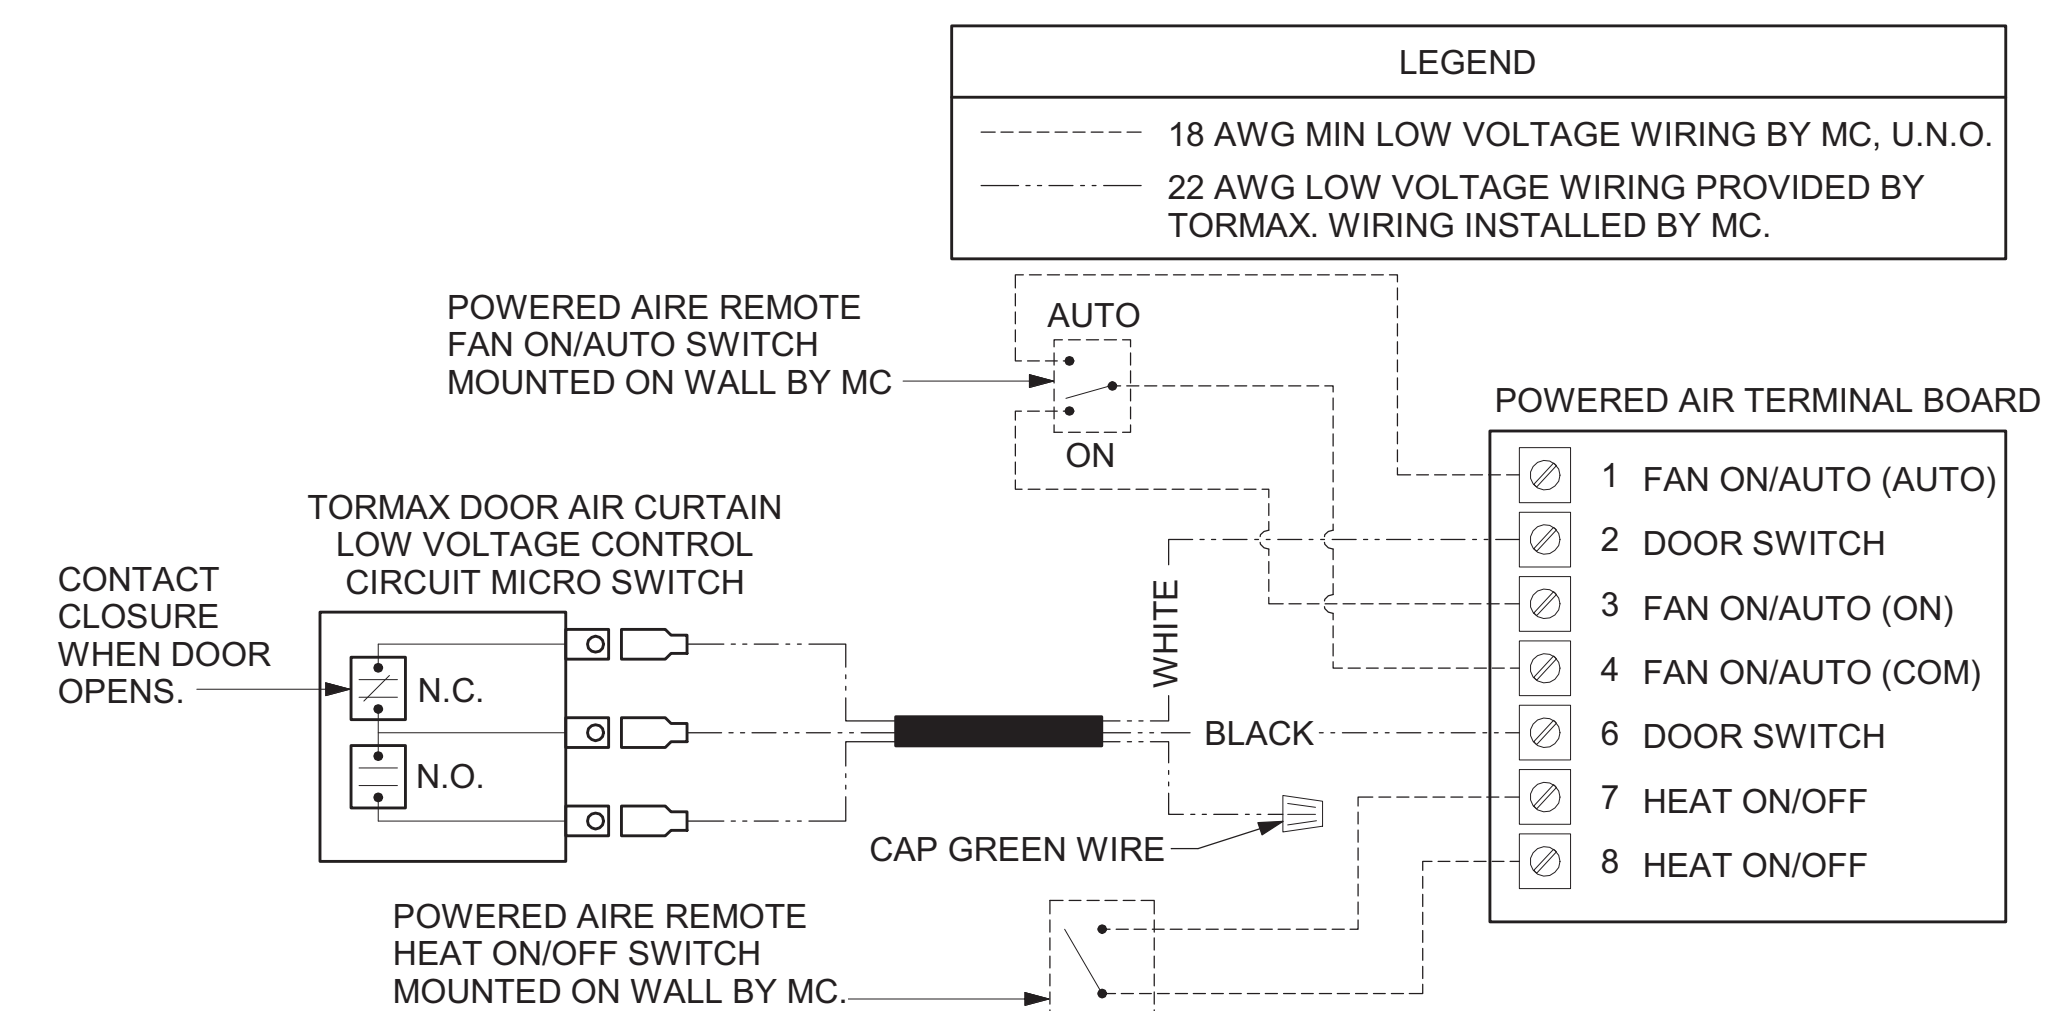 LEGEND
18 AWG MIN LOW VOLTAGE WIRING BY MC, U.N.O.
22 AWG LOW VOLTAGE WIRING PROVIDED BY
TORMAX. WIRING INSTALLED BY MC.
POWERED AIRE REMOTE
FAN ON/AUTO SWITCH
MOUNTED ON WALL BY MC
AUTO
ON
POWERED AIR TERMINAL BOARD
1 FAN ON/AUTO (AUTO)
2 DOOR SWITCH
3 FAN ON/AUTO (ON)
4 FAN ON/AUTO (COM)
6 DOOR SWITCH
7 HEAT ON/OFF
8 HEAT ON/OFF
TORMAX DOOR AIR CURTAIN
LOW VOLTAGE CONTROL
CIRCUIT MICRO SWITCH
CONTACT
CLOSURE
WHEN DOOR
OPENS.
N.C.
N.O.
WHITE
BLACK
CAP GREEN WIRE
POWERED AIRE REMOTE
HEAT ON/OFF SWITCH
MOUNTED ON WALL BY MC.